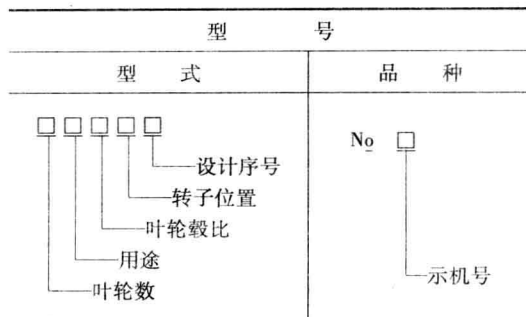 型 号
型 式 品 种
□□□□□ No □
设计序号
转子位置
叶轮毂比
用途
示机号
叶轮数